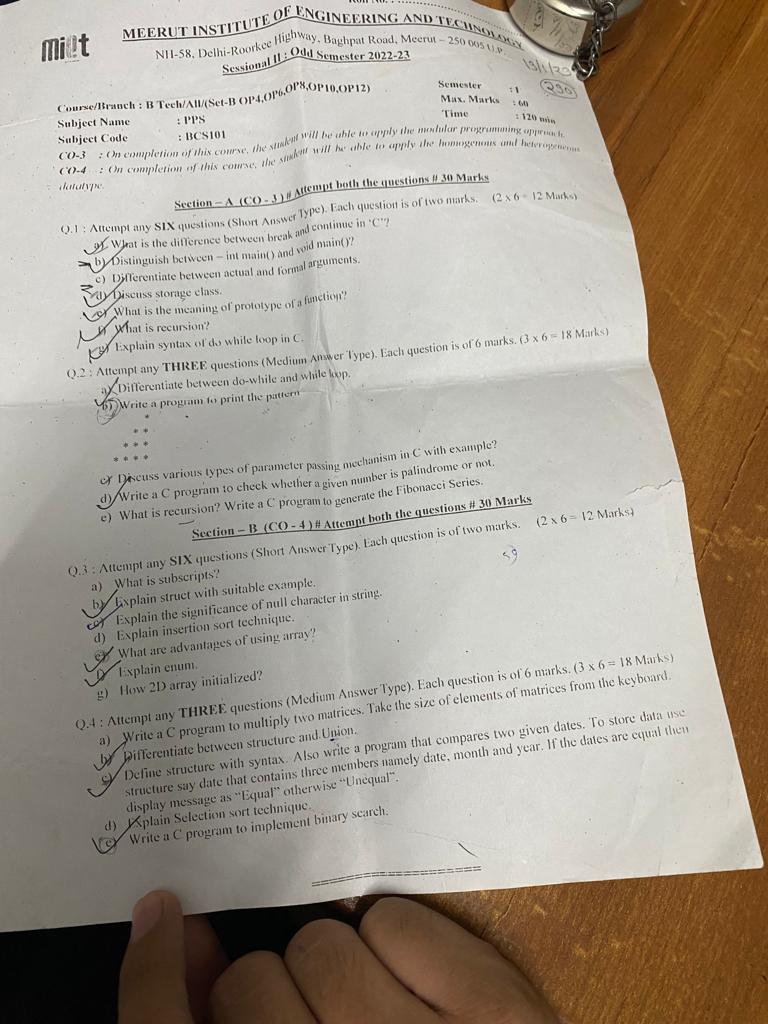 Roll No. ..................
miet
MEERUT INSTITUTE OF ENGINEERING AND TECHNOLOGY
NH-58, Delhi-Roorkee Highway, Baghpat Road, Meerut – 250 005 U.P.
Sessional II : Odd Semester 2022-23
13/1/23
290
Course/Branch : B Tech/All/(Set-B OP4,OP6,OP8,OP10,OP12)
Semester : I
Subject Name : PPS
Max. Marks : 60
Subject Code : BCS101
Time : 120 min
CO-3 : On completion of this course, the student will be able to apply the modular programming approach.
CO-4 : On completion of this course, the student will be able to apply the homogenous and heterogeneous
datatype.
Section – A (CO - 3 ) # Attempt both the questions # 30 Marks
Q.1 : Attempt any SIX questions (Short Answer Type). Each question is of two marks. (2 x 6 = 12 Marks)
a) What is the difference between break and continue in 'C'?
b) Distinguish between – int main() and void main()?
c) Differentiate between actual and formal arguments.
d) Discuss storage class.
e) What is the meaning of prototype of a function?
f) What is recursion?
g) Explain syntax of do while loop in C.
Q.2 : Attempt any THREE questions (Medium Answer Type). Each question is of 6 marks. (3 x 6 = 18 Marks)
a) Differentiate between do-while and while loop.
b) Write a program to print the pattern
*
* *
* * *
* * * *
c) Discuss various types of parameter passing mechanism in C with example?
d) Write a C program to check whether a given number is palindrome or not.
e) What is recursion? Write a C program to generate the Fibonacci Series.
Section – B (CO - 4 ) # Attempt both the questions # 30 Marks
Q.3 : Attempt any SIX questions (Short Answer Type). Each question is of two marks. (2 x 6 = 12 Marks)
a) What is subscripts?
b) Explain struct with suitable example.
c) Explain the significance of null character in string.
d) Explain insertion sort technique.
e) What are advantages of using array?
f) Explain enum.
g) How 2D array initialized?
Q.4 : Attempt any THREE questions (Medium Answer Type). Each question is of 6 marks. (3 x 6 = 18 Marks)
a) Write a C program to multiply two matrices. Take the size of elements of matrices from the keyboard.
b) Differentiate between structure and Union.
c) Define structure with syntax. Also write a program that compares two given dates. To store data use
structure say date that contains three members namely date, month and year. If the dates are equal then
display message as "Equal" otherwise "Unequal".
d) Explain Selection sort technique.
e) Write a C program to implement binary search.